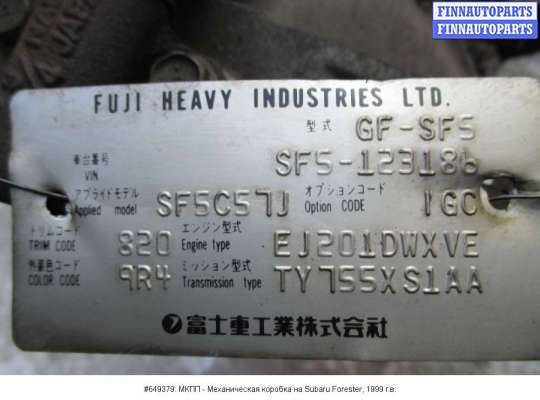 FINNAUTOPARTS
FINNAUTOPARTS
FINNAUTOPARTS
FUJI HEAVY INDUSTRIES LTD.
型式 GF-SF5
車台番号 VIN SF5-123186
アプライドモデル Applied model SF5C57J オプションコード Option CODE 1GC
トリムコード TRIM CODE 820 エンジン型式 Engine type EJ201DWXVE
外装色コード COLOR CODE 9R4 ミッション型式 Transmission type TY755XS1AA
富士重工業株式会社
#649379: МКПП - Механическая коробка на Subaru Forester, 1999 г.в.